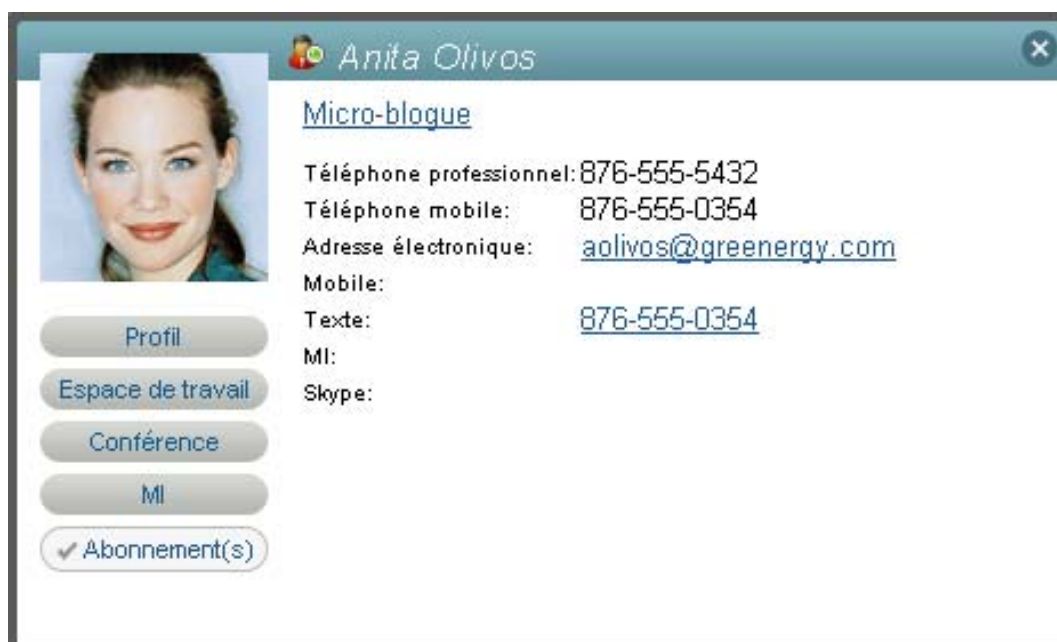 Anita Olivos
Micro-blogue
Téléphone professionnel: 876-555-5432
Téléphone mobile: 876-555-0354
Adresse électronique: aolivos@greenergy.com
Mobile:
Texte: 876-555-0354
MI:
Skype:
Profil
Espace de travail
Conférence
MI
Abonnement(s)